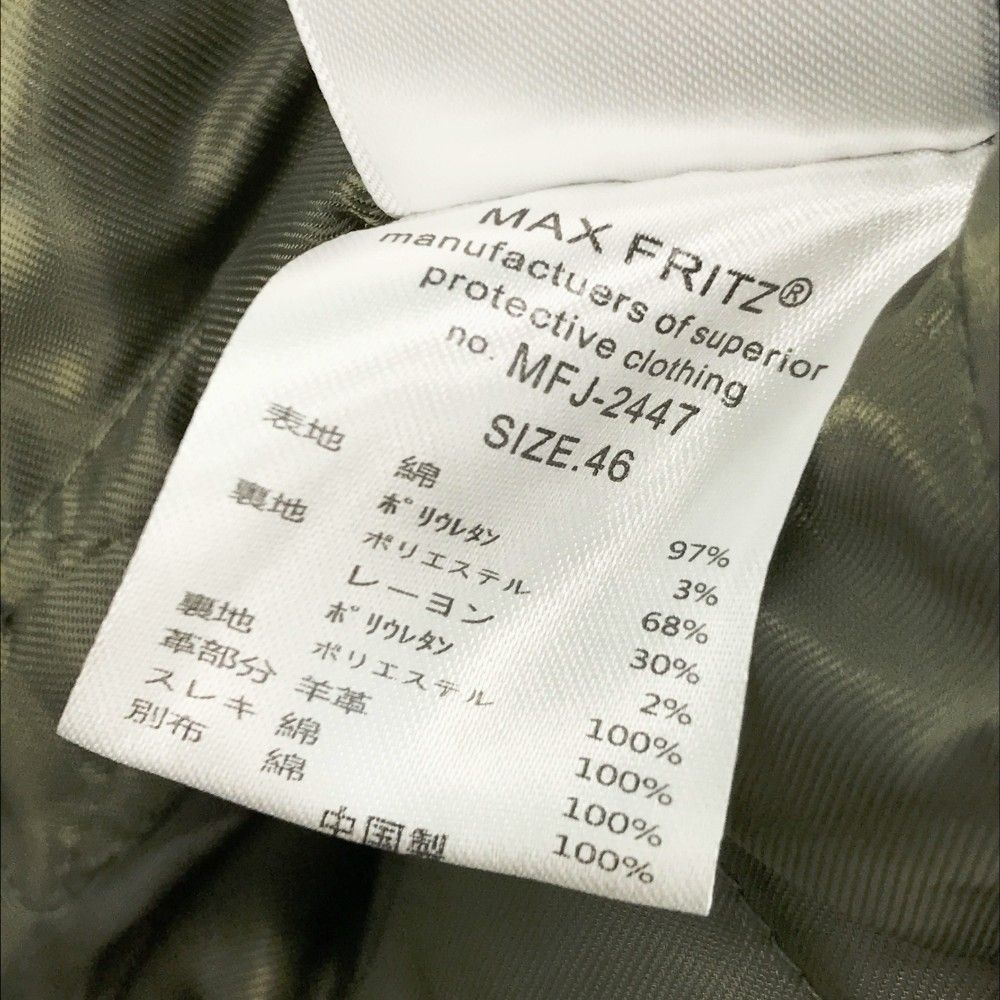 MAX FRITZ®
manufactuers of superior
protective clothing
no. MFJ-2447
SIZE.46
表地 綿 97%
ポリウレタン 3%
裏地 ポリエステル 68%
レーヨン 30%
ポリウレタン 2%
裏地 ポリエステル 100%
革部分 羊革 100%
スレキ 綿 100%
別布 綿 100%
中国製